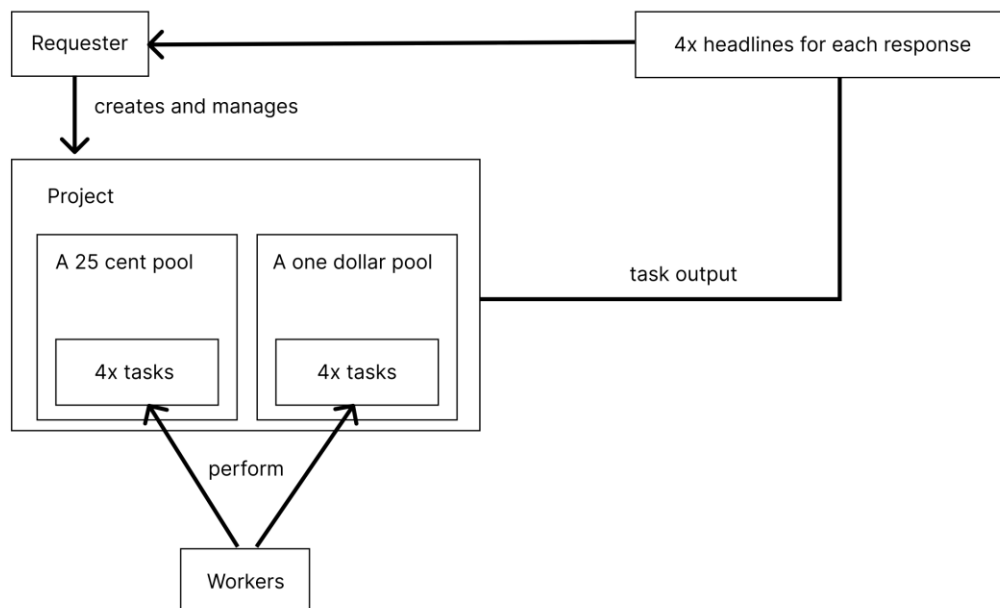 Requester
4x headlines for each response
creates and manages
Project
A 25 cent pool
A one dollar pool
task output
4x tasks
4x tasks
perform
Workers